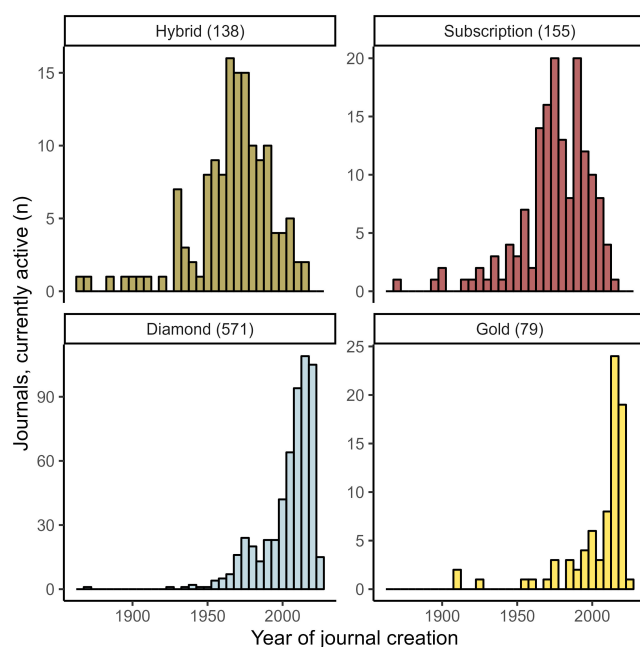 Hybrid (138)
Subscription (155)
15
10
5
0
20
15
10
5
0
Journals, currently active (n)
Diamond (571)
Gold (79)
90
60
30
0
25
20
15
10
5
0
1900 1950 2000
1900 1950 2000
Year of journal creation